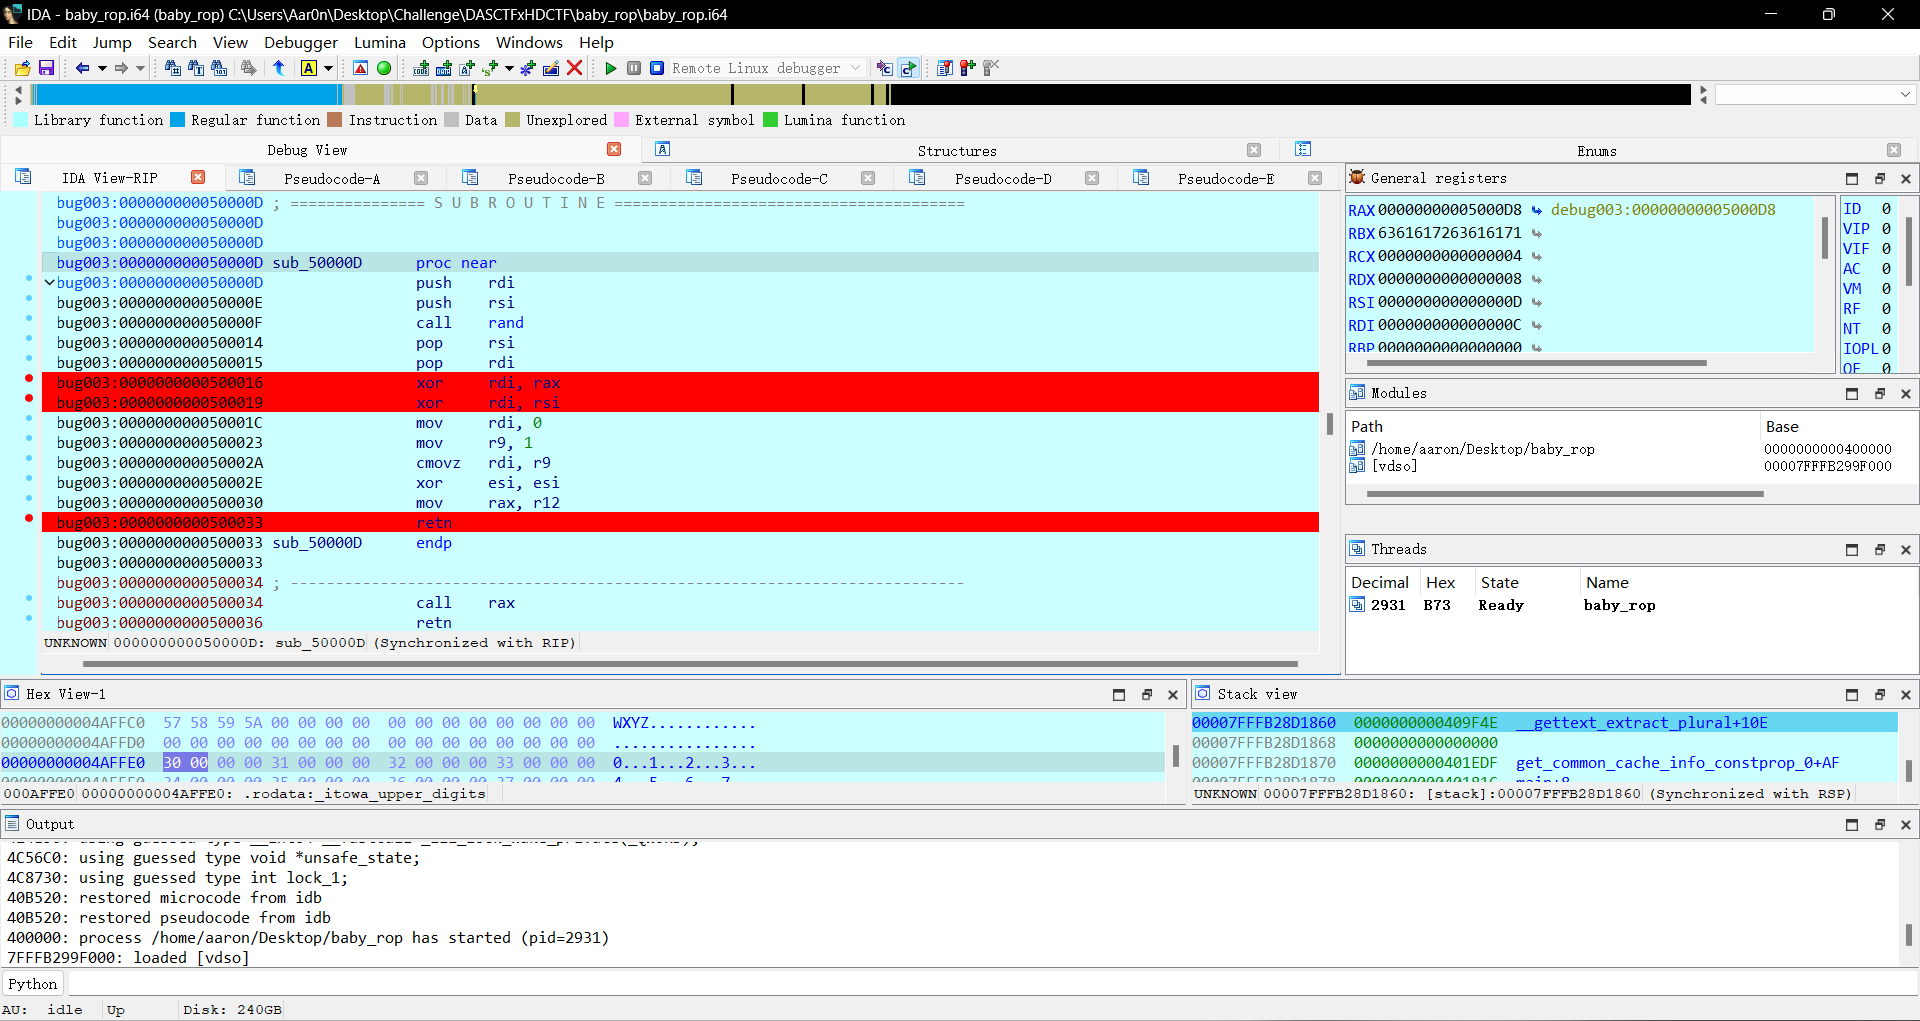 IDA - baby_rop.i64 (baby_rop) C:\Users\Aar0n\Desktop\Challenge\DASCTFxHDCTF\baby_rop\baby_rop.i64
File Edit Jump Search View Debugger Lumina Options Windows Help
Remote Linux debugger
Library function Regular function Instruction Data Unexplored External symbol Lumina function
Debug View Structures Enums
IDA View-RIP Pseudocode-A Pseudocode-B Pseudocode-C Pseudocode-D Pseudocode-E
bug003:000000000050000D ; =============== S U B R O U T I N E =======================================
bug003:000000000050000D
bug003:000000000050000D
bug003:000000000050000D sub_50000D proc near
bug003:000000000050000D push rdi
bug003:000000000050000E push rsi
bug003:000000000050000F call rand
bug003:0000000000500014 pop rsi
bug003:0000000000500015 pop rdi
bug003:0000000000500016 xor rdi, rax
bug003:0000000000500019 xor rdi, rsi
bug003:000000000050001C mov rdi, 0
bug003:0000000000500023 mov r9, 1
bug003:000000000050002A cmovz rdi, r9
bug003:000000000050002E xor esi, esi
bug003:0000000000500030 mov rax, r12
bug003:0000000000500033 retn
bug003:0000000000500033 sub_50000D endp
bug003:0000000000500033
bug003:0000000000500034 ; ---------------------------------------------------------------------------
bug003:0000000000500034 call rax
bug003:0000000000500036 retn
UNKNOWN 000000000050000D: sub_50000D (Synchronized with RIP)
General registers
RAX 00000000005000D8 debug003:00000000005000D8
RBX 6361617263616171
RCX 0000000000000004
RDX 0000000000000008
RSI 000000000000000D
RDI 000000000000000C
RBP 0000000000000000
ID 0
VIP 0
VIF 0
AC 0
VM 0
RF 0
NT 0
IOPL 0
OF 0
Modules
Path Base
/home/aaron/Desktop/baby_rop 0000000000400000
[vdso] 00007FFFB299F000
Threads
Decimal Hex State Name
2931 B73 Ready baby_rop
Hex View-1
00000000004AFFC0 57 58 59 5A 00 00 00 00 00 00 00 00 00 00 00 00 WXYZ............
00000000004AFFD0 00 00 00 00 00 00 00 00 00 00 00 00 00 00 00 00 ................
00000000004AFFE0 30 00 00 00 31 00 00 00 32 00 00 00 33 00 00 00 0...1...2...3...
000AFFE0 00000000004AFFE0: .rodata:_itowa_upper_digits
Stack view
00007FFFB28D1860 0000000000409F4E __gettext_extract_plural+10E
00007FFFB28D1868 0000000000000000
00007FFFB28D1870 0000000000401EDF get_common_cache_info_constprop_0+AF
UNKNOWN 00007FFFB28D1860: [stack]:00007FFFB28D1860 (Synchronized with RSP)
Output
4C56C0: using guessed type void *unsafe_state;
4C8730: using guessed type int lock_1;
40B520: restored microcode from idb
40B520: restored pseudocode from idb
400000: process /home/aaron/Desktop/baby_rop has started (pid=2931)
7FFFB299F000: loaded [vdso]
Python
AU: idle Up Disk: 240GB